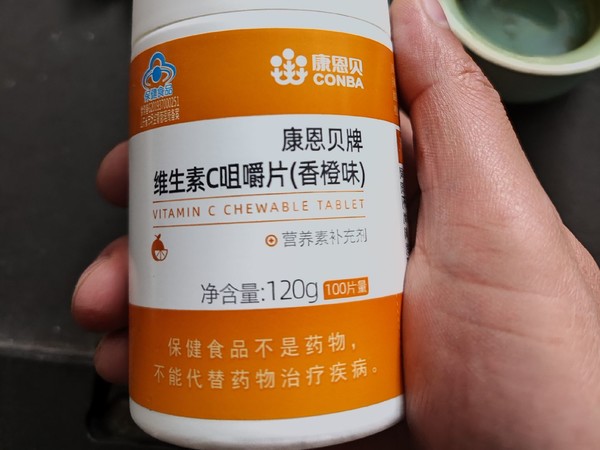 康恩贝
CONBA
保健食品
康恩贝牌
维生素C咀嚼片(香橙味)
VITAMIN C CHEWABLE TABLET
营养素补充剂
净含量:120g 100片量
保健食品不是药物，
不能代替药物治疗疾病。